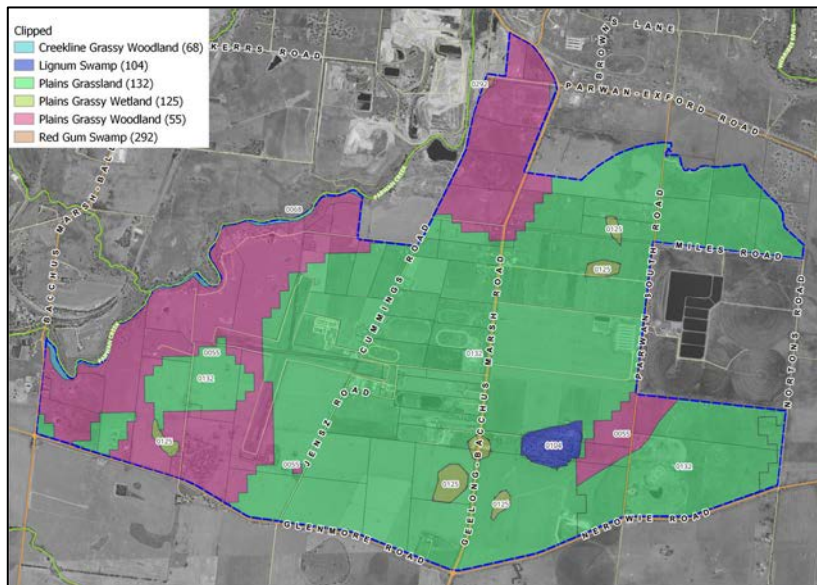 Clipped
Creekline Grassy Woodland (68)
Lignum Swamp (104)
Plains Grassland (132)
Plains Grassy Wetland (125)
Plains Grassy Woodland (55)
Red Gum Swamp (292)
KERRS ROAD
BROWNS LANE
0292
PARWAN-EXFORD ROAD
BACCHUS MARSH-BAL
0068
0125
MILES ROAD
0125
PARWAN SOUTH ROAD
CUMMINGS ROAD
GEELONG-BACCHUS MARSH ROAD
NORTONS ROAD
0055
0132
0132
JENSZ ROAD
0125
0055
0104
0055
0132
0125
0125
GLENMORE ROAD
NEROWIE ROAD